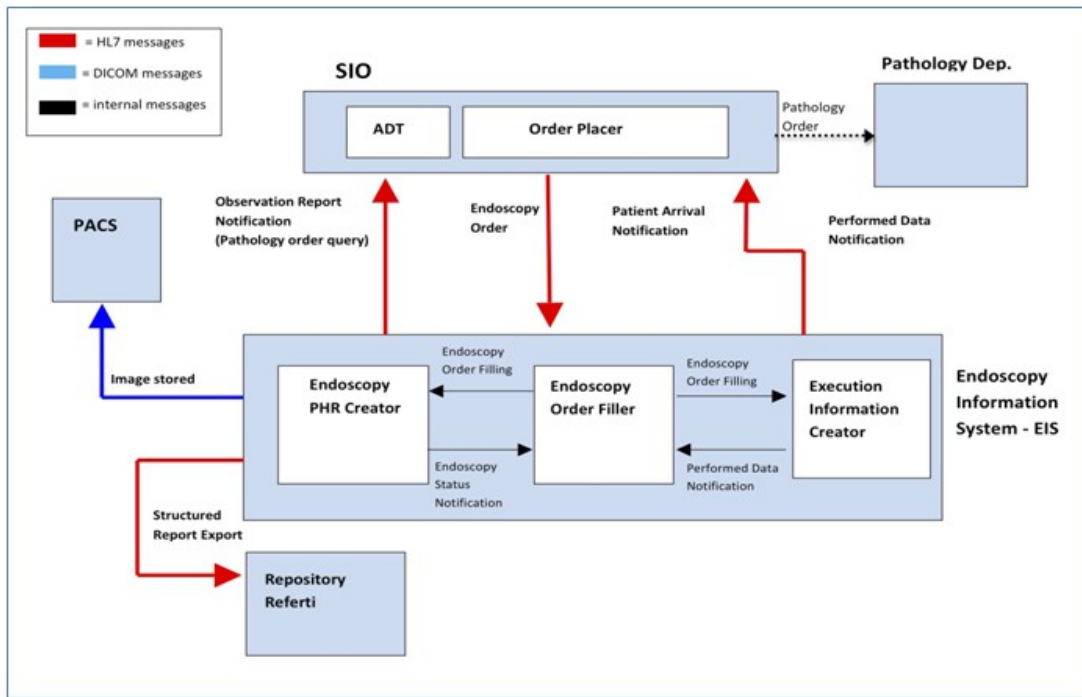 = HL7 messages
= DICOM messages
= internal messages
SIO
Pathology Dep.
ADT
Order Placer
Pathology
Order
PACS
Observation Report
Notification
(Pathology order query)
Endoscopy
Order
Patient Arrival
Notification
Performed Data
Notification
Image stored
Endoscopy
PHR Creator
Endoscopy
Order Filling
Endoscopy
Order Filler
Endoscopy
Order Filling
Execution
Information
Creator
Endoscopy
Information
System - EIS
Endoscopy
Status
Notification
Performed Data
Notification
Structured
Report Export
Repository
Referti